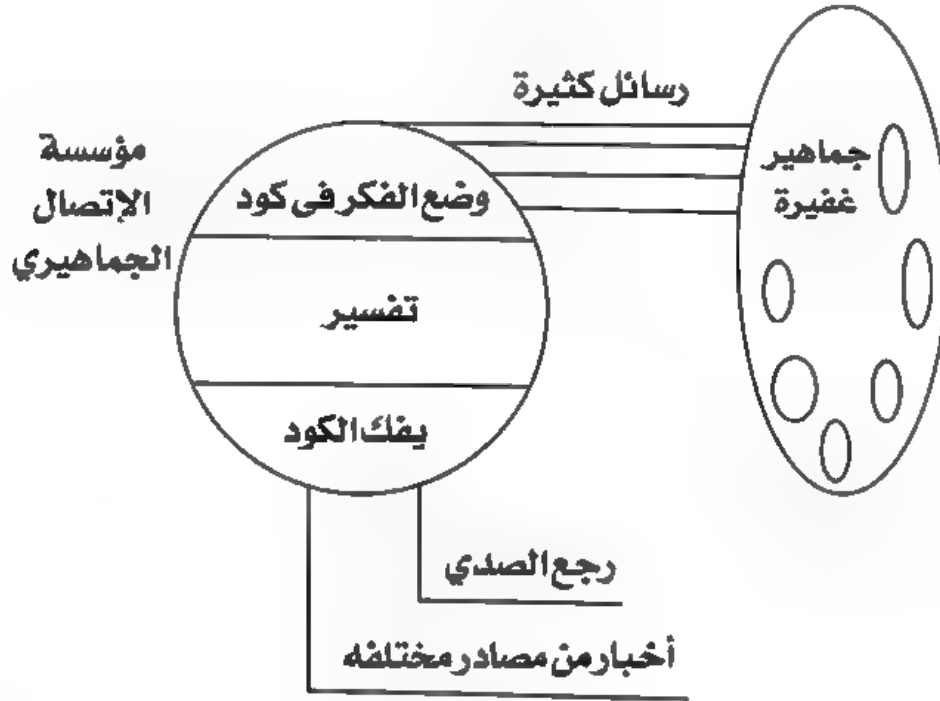 رسائل كثيرة
مؤسسة
الإتصال
الجماهيري
وضع الفكر فى كود
تفسير
يفك الكود
جماهير
غفيرة
رجع الصدي
أخبار من مصادر مختلفه